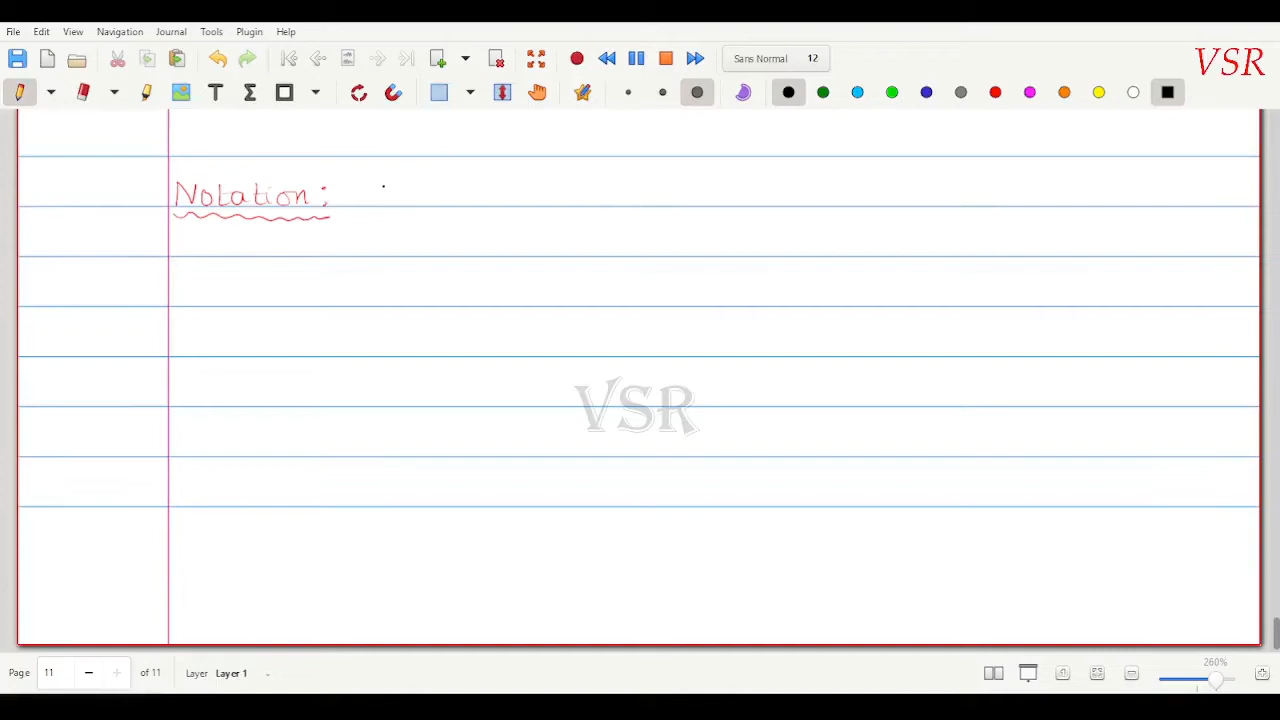 File Edit View Navigation Journal Tools Plugin Help
Sans Normal 12
VSR
Notation:
VSR
Page 11 of 11 Layer Layer 1 260%